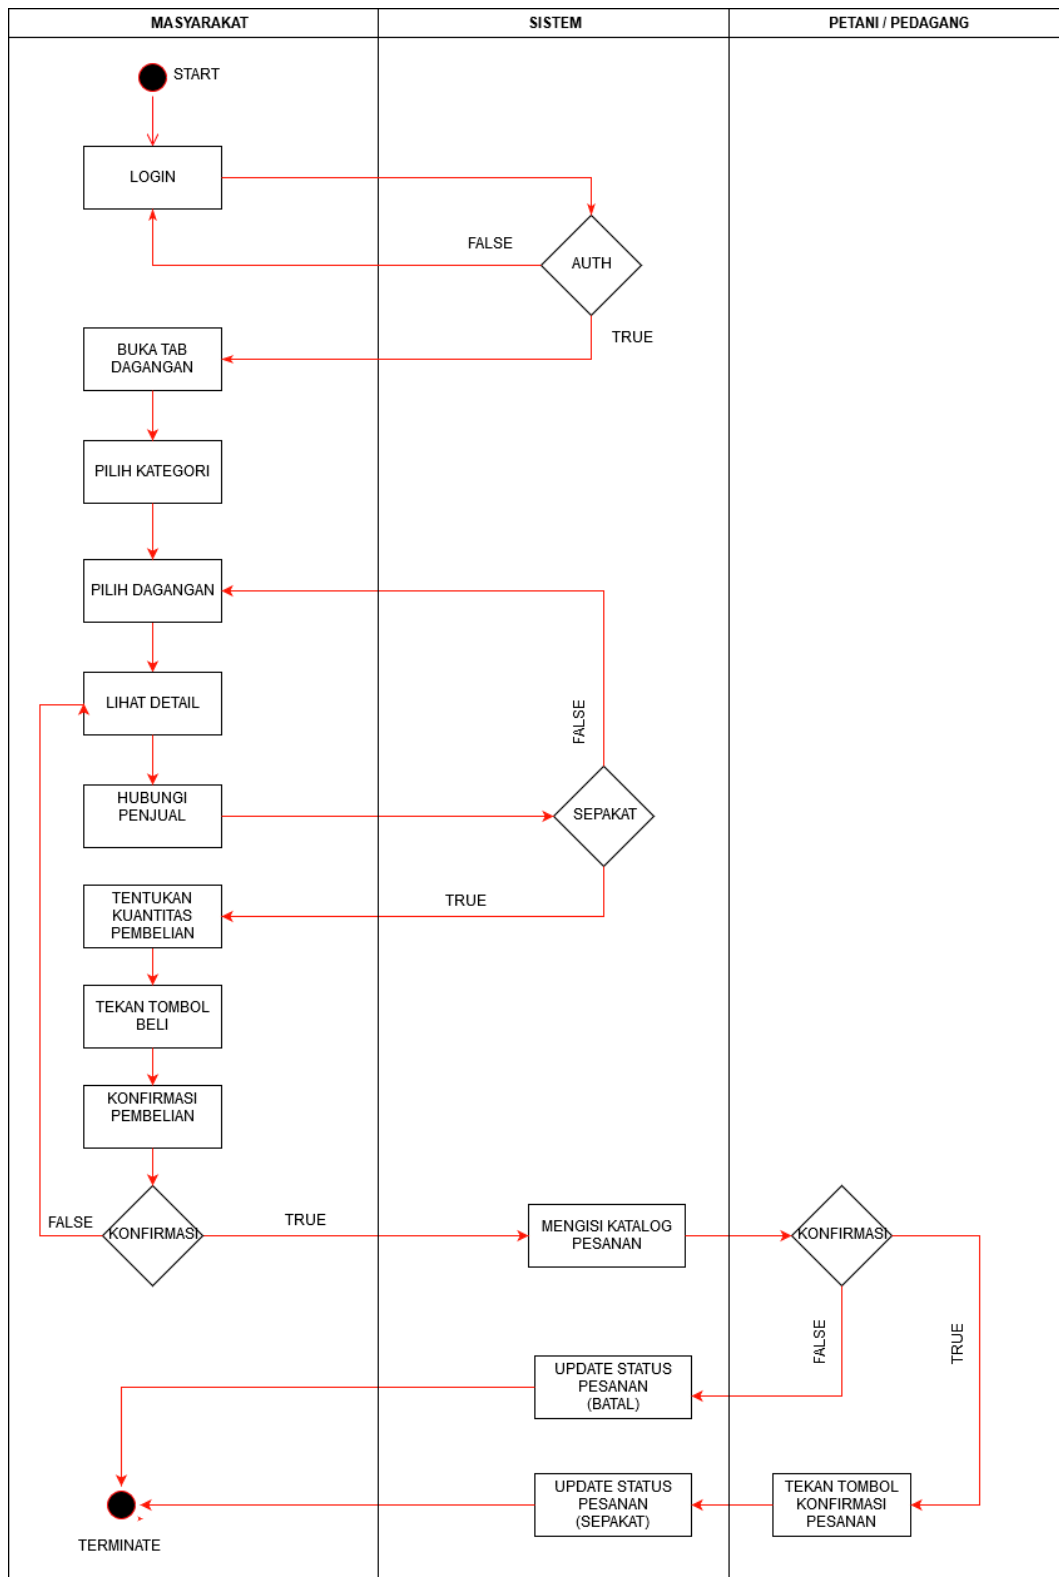 MASYARAKAT
SISTEM
PETANI / PEDAGANG
START
LOGIN
FALSE
AUTH
TRUE
BUKA TAB
DAGANGAN
PILIH KATEGORI
PILIH DAGANGAN
LIHAT DETAIL
FALSE
HUBUNGI
PENJUAL
SEPAKAT
TRUE
TENTUKAN
KUANTITAS
PEMBELIAN
TEKAN TOMBOL
BELI
KONFIRMASI
PEMBELIAN
FALSE
KONFIRMASI
TRUE
MENGISI KATALOG
PESANAN
KONFIRMASI
FALSE
TRUE
UPDATE STATUS
PESANAN
(BATAL)
UPDATE STATUS
PESANAN
(SEPAKAT)
TEKAN TOMBOL
KONFIRMASI
PESANAN
TERMINATE